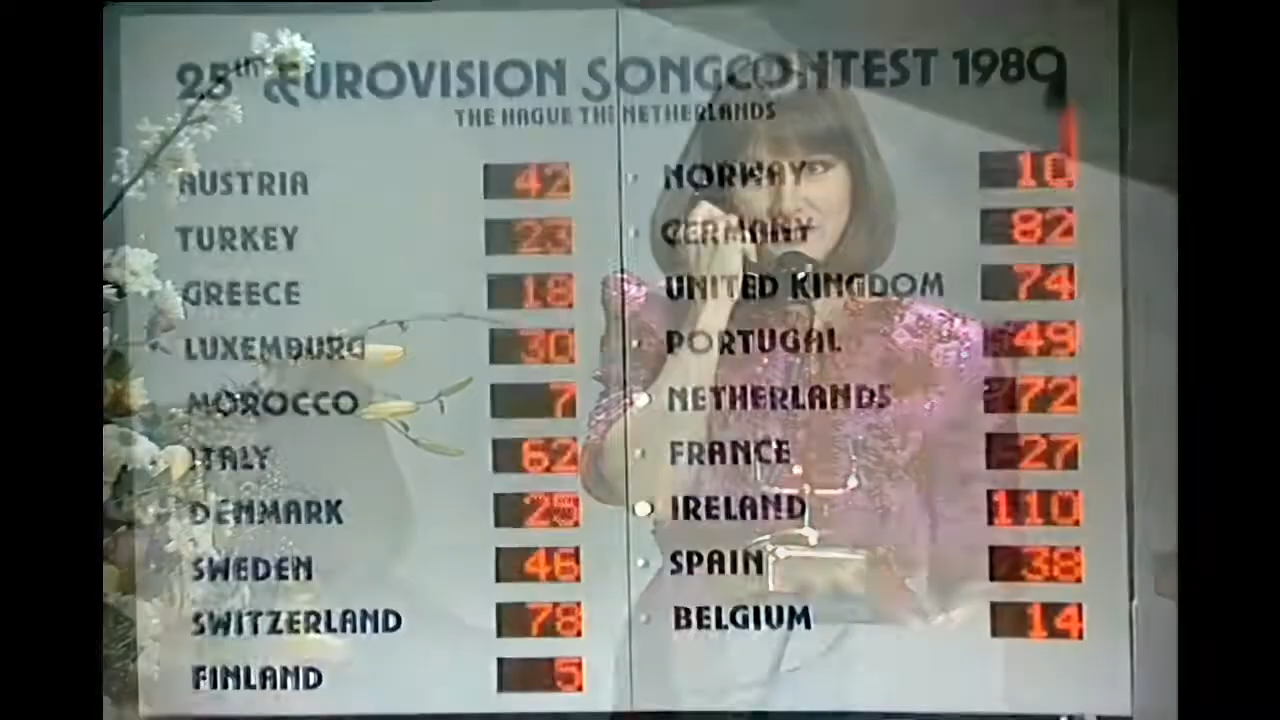 25th EUROVISION SONGCONTEST 1980
THE HAGUE THE NETHERLANDS
AUSTRIA 42
TURKEY 23
GREECE 18
LUXEMBURG 30
MOROCCO 7
ITALY 62
DENMARK 25
SWEDEN 46
SWITZERLAND 78
FINLAND 5
NORWAY 10
GERMANY 82
UNITED KINGDOM 74
PORTUGAL 49
NETHERLANDS 72
FRANCE 27
IRELAND 110
SPAIN 38
BELGIUM 14